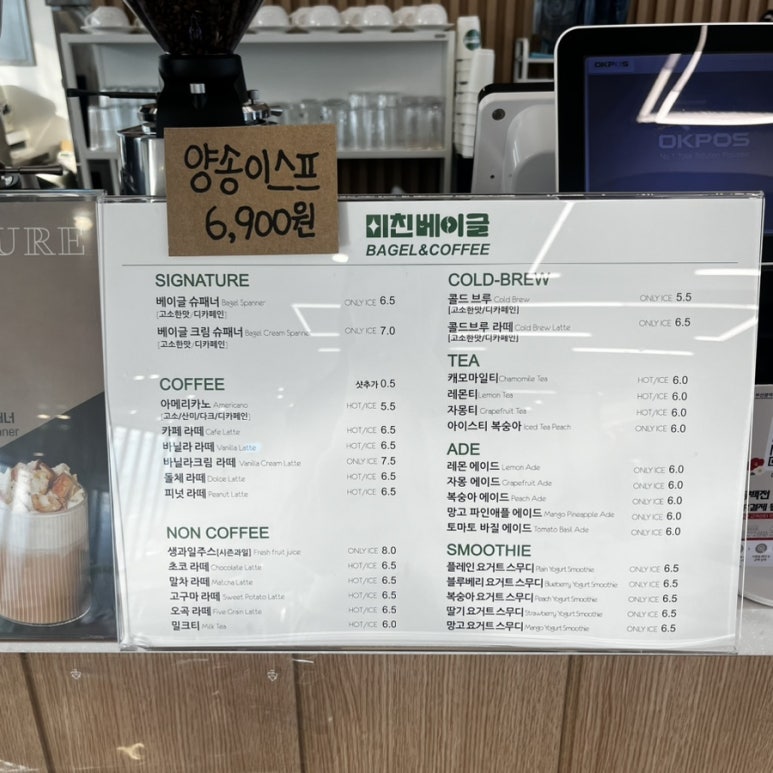 양송이스프
6,900원
OKPOS
OKPOS
URE
미친베이글
BAGEL&COFFEE
SIGNATURE
베이글 슈패너 Bagel Spanner ONLY ICE 6.5
[고소한맛/디카페인]
베이글 크림 슈패너 Bagel Cream Spanner ICE 7.0
[고소한맛/디카페인]
COFFEE 샷추가 0.5
아메리카노 Americano HOT/ICE 5.5
[고소/산미/다크/디카페인]
카페 라떼 Cafe Latte HOT/ICE 6.5
바닐라 라떼 Vanilla Latte HOT/ICE 6.5
바닐라크림 라떼 Vanilla Cream Latte ONLY ICE 7.5
돌체 라떼 Dolce Latte HOT/ICE 6.5
피넛 라떼 Peanut Latte HOT/ICE 6.5
NON COFFEE
생과일주스[시즌과일] Fresh fruit juice ONLY ICE 8.0
초코 라떼 Chocolate Latte HOT/ICE 6.5
말차 라떼 Matcha Latte HOT/ICE 6.5
고구마 라떼 Sweet Potato Latte HOT/ICE 6.5
오곡 라떼 Five Grain Latte HOT/ICE 6.5
밀크티 Milk Tea HOT/ICE 6.0
COLD-BREW
콜드 브루 Cold Brew ONLY ICE 5.5
[고소한맛/디카페인]
콜드브루 라떼 Cold Brew Latte ONLY ICE 6.5
[고소한맛/디카페인]
TEA
캐모마일티 Chamomile Tea HOT/ICE 6.0
레몬티 Lemon Tea HOT/ICE 6.0
자몽티 Grapefruit Tea HOT/ICE 6.0
아이스티 복숭아 Iced Tea Peach ONLY ICE 6.0
ADE
레몬 에이드 Lemon Ade ONLY ICE 6.0
자몽 에이드 Grapefruit Ade ONLY ICE 6.0
복숭아 에이드 Peach Ade ONLY ICE 6.0
망고 파인애플 에이드 Mango Pineapple Ade ONLY ICE 6.0
토마토 바질 에이드 Tomato Basil Ade ONLY ICE 6.0
SMOOTHIE
플레인 요거트 스무디 Plain Yogurt Smoothie ONLY ICE 6.5
블루베리 요거트 스무디 Blueberry Yogurt Smoothie ONLY ICE 6.5
복숭아 요거트 스무디 Peach Yogurt Smoothie ONLY ICE 6.5
딸기 요거트 스무디 Strawberry Yogurt Smoothie ONLY ICE 6.5
망고 요거트 스무디 Mango Yogurt Smoothie ONLY ICE 6.5